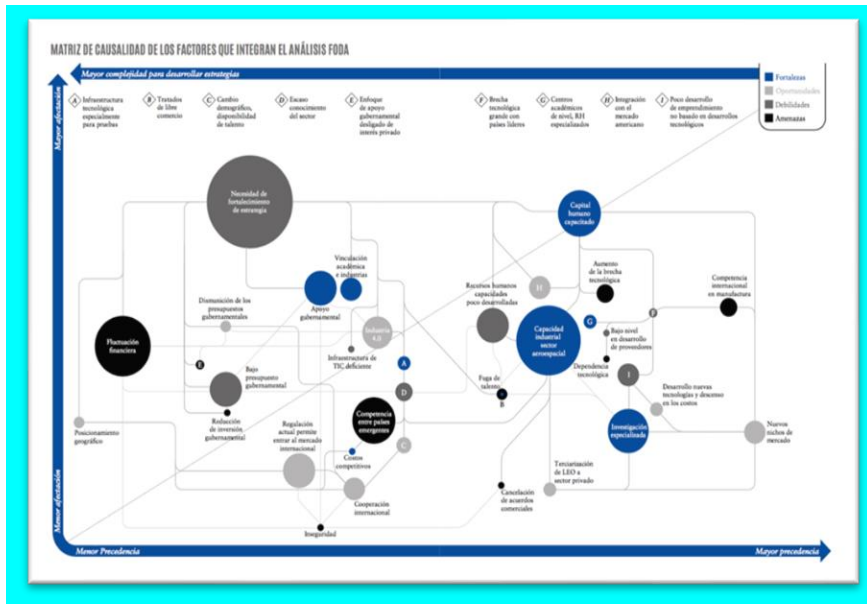 MATRIZ DE CAUSALIDAD DE LOS FACTORES QUE INTEGRAN EL ANÁLISIS FODA
Mayor complejidad para desarrollar estrategias
Mayor afectación
Menor afectación
A Infraestructura
tecnológica
especialmente
para pruebas
B Tratados de
libre
comercio
C Cambio
demográfico,
disponibilidad
de talento
D Escaso
conocimiento
del sector
E Enfoque
de apoyo
gubernamental
desligado de
interés privado
F Brecha
tecnológica
grande con
países líderes
G Centros
académicos
de nivel, RH
especializados
H Integración
con el
mercado
americano
I Poco desarrollo
de emprendimiento
no basado en desarrollos
tecnológicos
Fortalezas
Oportunidades
Debilidades
Amenazas
Necesidad de
fortalecimiento
de estrategia
Capital
humano
capacitado
Vinculación
académica
e industrias
Apoyo
gubernamental
Aumento
de la brecha
tecnológica
Competencia
internacional
en manufactura
Recursos humanos
capacidades
poco desarrolladas
H
Disminución de los
presupuestos
gubernamentales
Industria
4.0
Fluctuación
financiera
Capacidad
industrial
sector
aeroespacial
G
F
Bajo nivel
en desarrollo
de proveedores
Infraestructura de
TIC deficiente
E
A
Dependencia
tecnológica
I
Bajo
presupuesto
gubernamental
D
Fuga de
talento
B
Desarrollo nuevas
tecnologías y descenso
en los costos
Reducción
de inversión
gubernamental
Posicionamiento
geográfico
Regulación
actual permite
entrar al mercado
internacional
Competencia
entre países
emergentes
C
Investigación
especializada
Nuevos
nichos de
mercado
Costos
competitivos
Terciarización
de LEO a
sector privado
Cooperación
internacional
Cancelación
de acuerdos
comerciales
Inseguridad
Menor Precedencia
Mayor precedencia